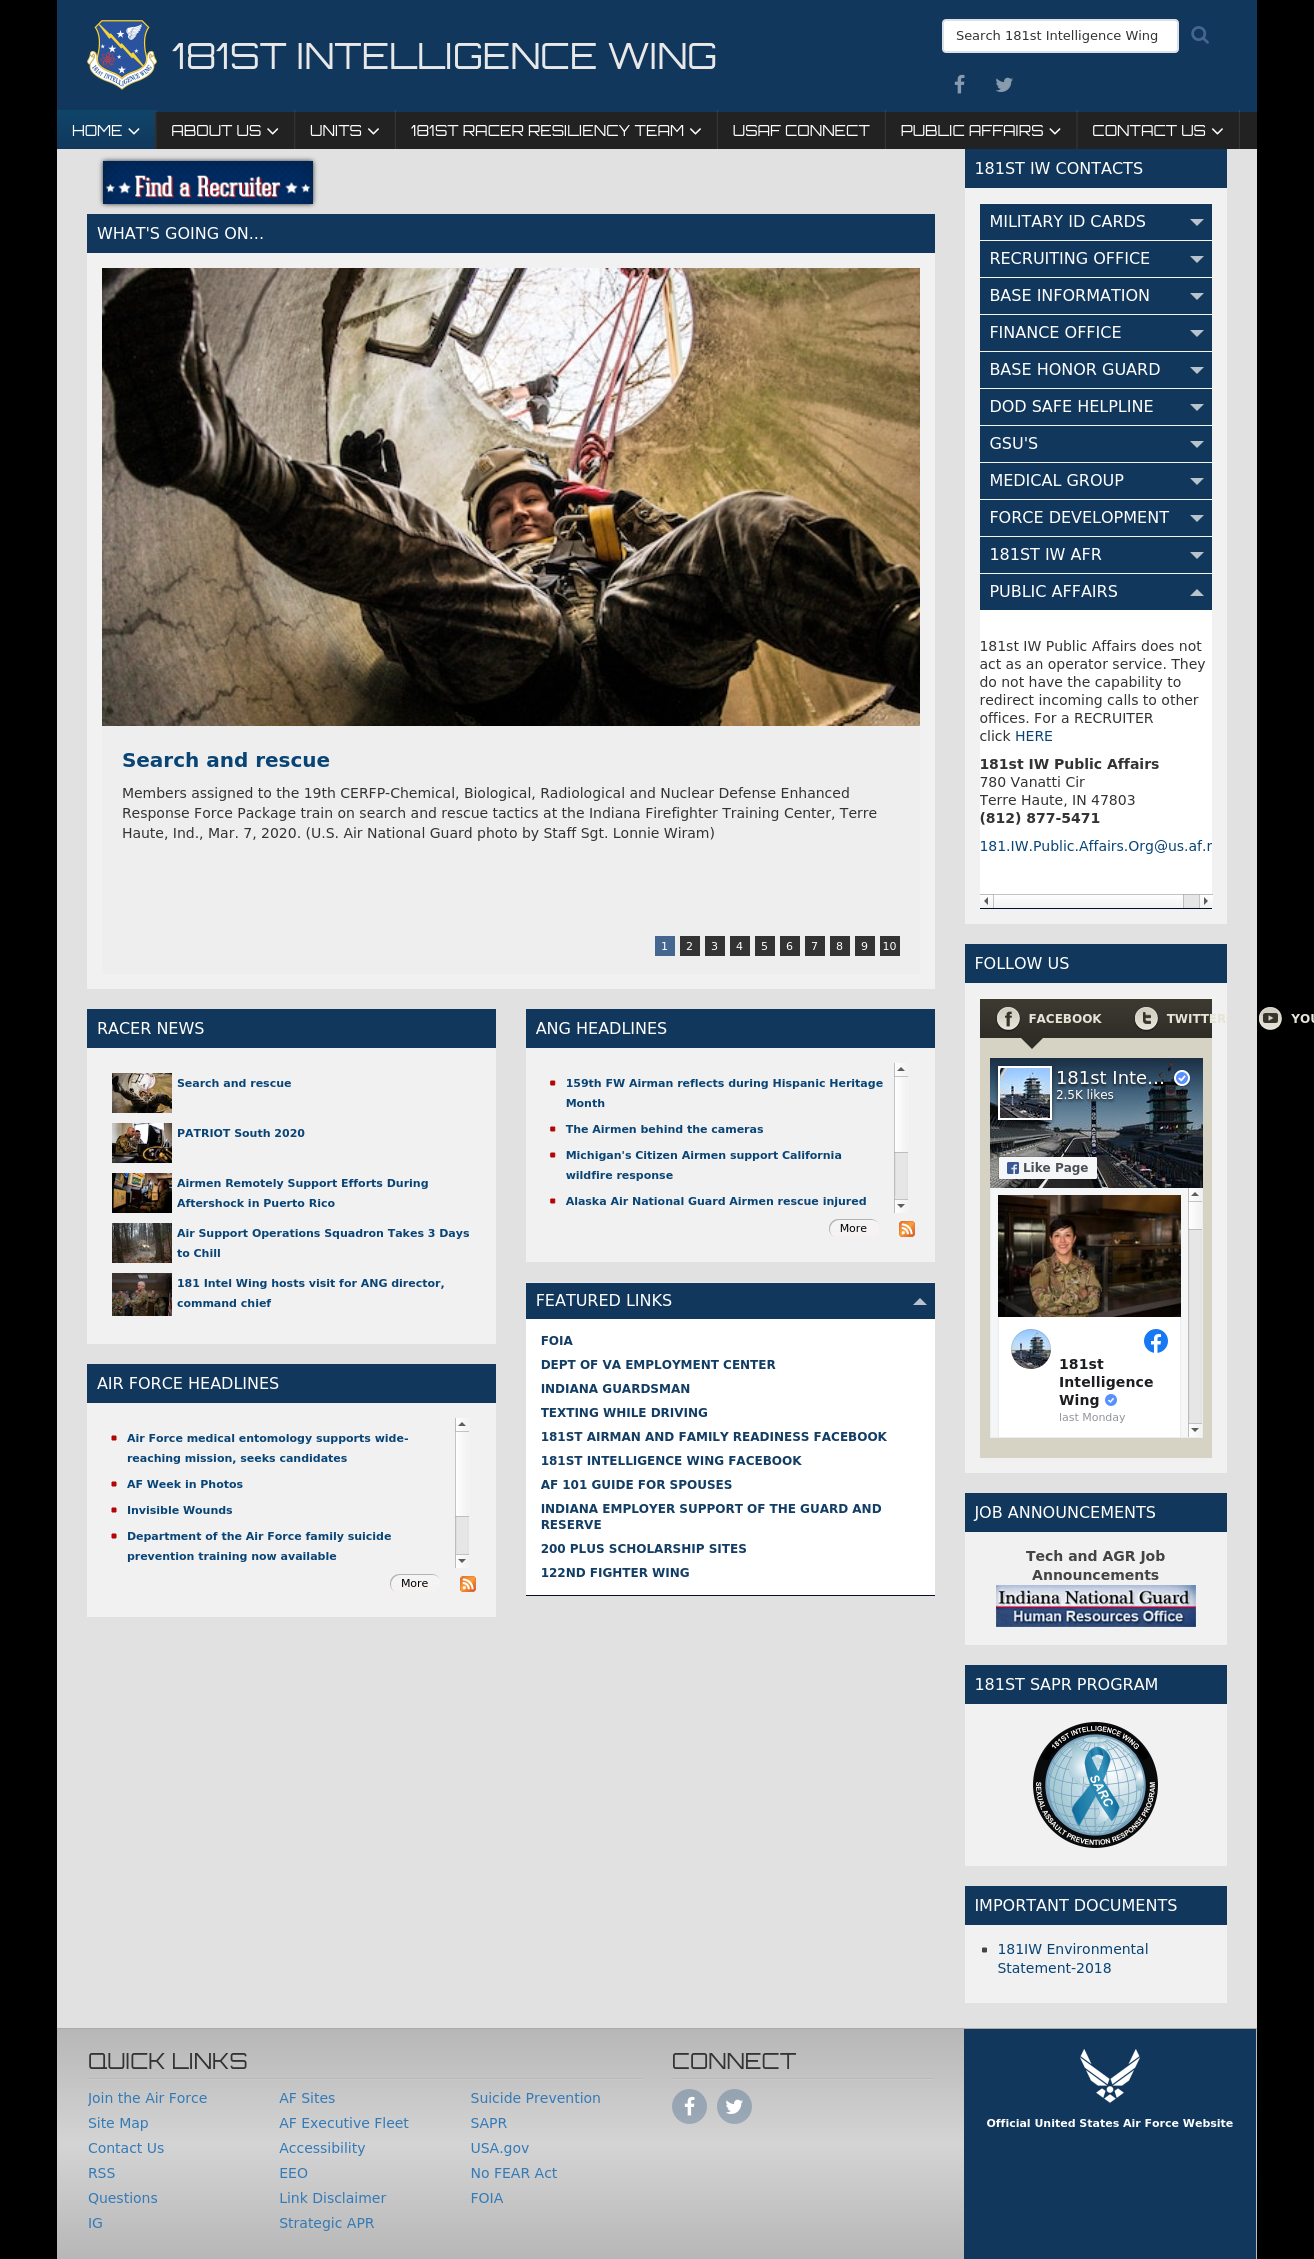 181ST INTELLIGENCE WING
Search 181st Intelligence Wing
HOME
ABOUT US
UNITS
181ST RACER RESILIENCY TEAM
USAF CONNECT
PUBLIC AFFAIRS
CONTACT US
Find a Recruiter
WHAT'S GOING ON...
Search and rescue
Members assigned to the 19th CERFP-Chemical, Biological, Radiological and Nuclear Defense Enhanced
Response Force Package train on search and rescue tactics at the Indiana Firefighter Training Center, Terre
Haute, Ind., Mar. 7, 2020. (U.S. Air National Guard photo by Staff Sgt. Lonnie Wiram)
1 2 3 4 5 6 7 8 9 10
RACER NEWS
Search and rescue
PATRIOT South 2020
Airmen Remotely Support Efforts During
Aftershock in Puerto Rico
Air Support Operations Squadron Takes 3 Days
to Chill
181 Intel Wing hosts visit for ANG director,
command chief
AIR FORCE HEADLINES
Air Force medical entomology supports wide-
reaching mission, seeks candidates
AF Week in Photos
Invisible Wounds
Department of the Air Force family suicide
prevention training now available
More
ANG HEADLINES
159th FW Airman reflects during Hispanic Heritage
Month
The Airmen behind the cameras
Michigan's Citizen Airmen support California
wildfire response
Alaska Air National Guard Airmen rescue injured
More
FEATURED LINKS
FOIA
DEPT OF VA EMPLOYMENT CENTER
INDIANA GUARDSMAN
TEXTING WHILE DRIVING
181ST AIRMAN AND FAMILY READINESS FACEBOOK
181ST INTELLIGENCE WING FACEBOOK
AF 101 GUIDE FOR SPOUSES
INDIANA EMPLOYER SUPPORT OF THE GUARD AND
RESERVE
200 PLUS SCHOLARSHIP SITES
122ND FIGHTER WING
181ST IW CONTACTS
MILITARY ID CARDS
RECRUITING OFFICE
BASE INFORMATION
FINANCE OFFICE
BASE HONOR GUARD
DOD SAFE HELPLINE
GSU'S
MEDICAL GROUP
FORCE DEVELOPMENT
181ST IW AFR
PUBLIC AFFAIRS
181st IW Public Affairs does not
act as an operator service. They
do not have the capability to
redirect incoming calls to other
offices. For a RECRUITER
click HERE
181st IW Public Affairs
780 Vanatti Cir
Terre Haute, IN 47803
(812) 877-5471
181.IW.Public.Affairs.Org@us.af.r
FOLLOW US
FACEBOOK
TWITTER
YOU
181st Inte...
2.5K likes
Like Page
181st
Intelligence
Wing
last Monday
JOB ANNOUNCEMENTS
Tech and AGR Job
Announcements
Indiana National Guard
Human Resources Office
181ST SAPR PROGRAM
181ST INTELLIGENCE WING
SARC
SEXUAL ASSAULT PREVENTION RESPONSE PROGRAM
IMPORTANT DOCUMENTS
181IW Environmental
Statement-2018
QUICK LINKS
Join the Air Force
Site Map
Contact Us
RSS
Questions
IG
AF Sites
AF Executive Fleet
Accessibility
EEO
Link Disclaimer
Strategic APR
Suicide Prevention
SAPR
USA.gov
No FEAR Act
FOIA
CONNECT
Official United States Air Force Website